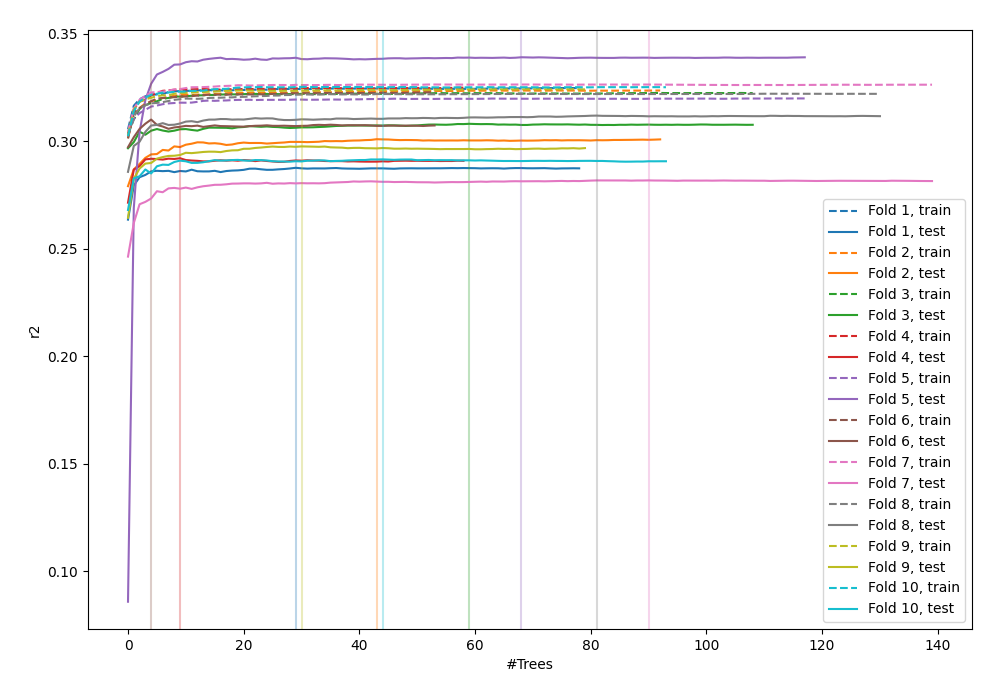 0.35
0.30
0.25
0.20
0.15
0.10
r2
0 20 40 60 80 100 120 140
#Trees
Fold 1, train
Fold 1, test
Fold 2, train
Fold 2, test
Fold 3, train
Fold 3, test
Fold 4, train
Fold 4, test
Fold 5, train
Fold 5, test
Fold 6, train
Fold 6, test
Fold 7, train
Fold 7, test
Fold 8, train
Fold 8, test
Fold 9, train
Fold 9, test
Fold 10, train
Fold 10, test